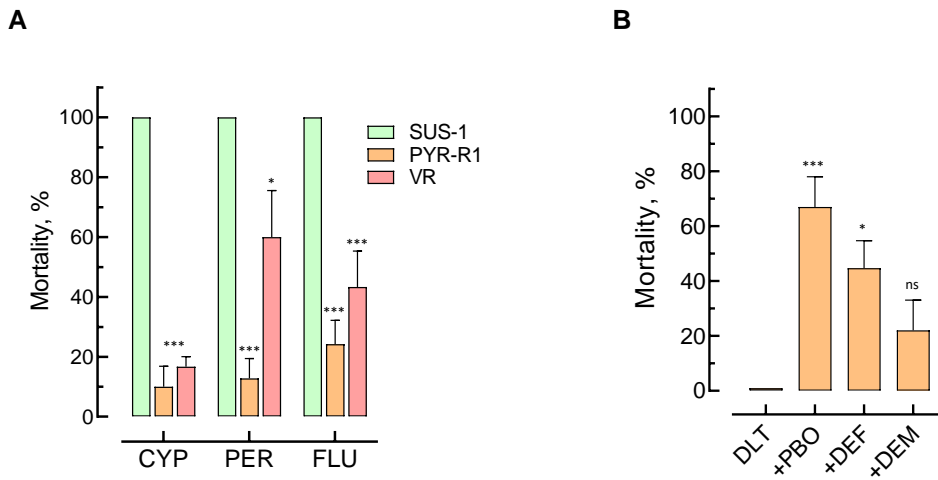 A
Mortality, %
100
80
60
40
20
0
***
***
*
***
***
CYP
PER
FLU
SUS-1
PYR-R1
VR
B
Mortality, %
100
80
60
40
20
0
***
*
ns
DLT
+PBO
+DEF
+DEM